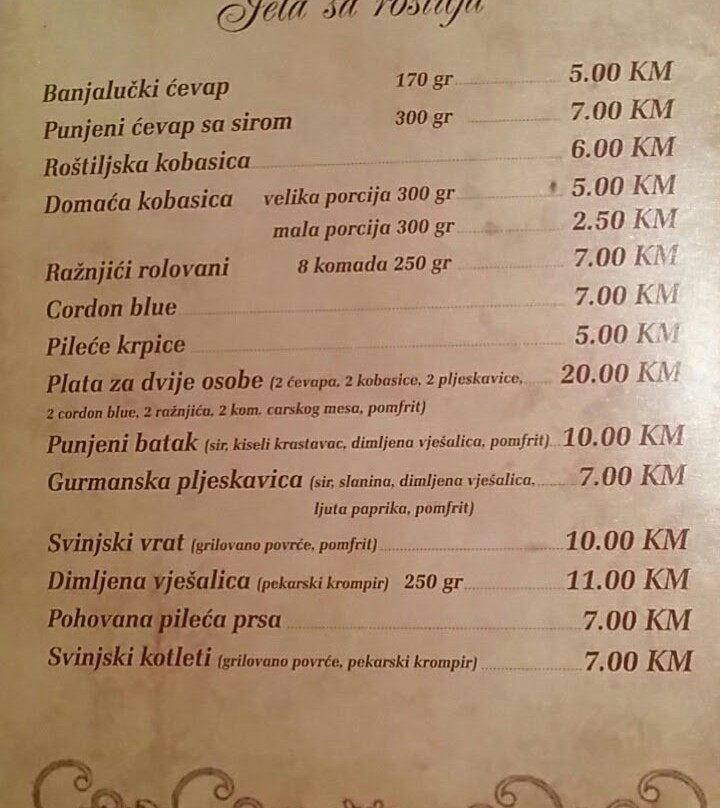 Jela sa roštilja
Banjalučki ćevap 170 gr 5.00 KM
Punjeni ćevap sa sirom 300 gr 7.00 KM
Roštiljska kobasica 6.00 KM
Domaća kobasica velika porcija 300 gr 5.00 KM
mala porcija 300 gr 2.50 KM
Ražnjići rolovani 8 komada 250 gr 7.00 KM
Cordon blue 7.00 KM
Pileće krpice 5.00 KM
Plata za dvije osobe (2 ćevapa, 2 kobasice, 2 pljeskavice, 20.00 KM
2 cordon blue, 2 ražnjića, 2 kom. carskog mesa, pomfrit)
Punjeni batak (sir, kiseli krastavac, dimljena vješalica, pomfrit) 10.00 KM
Gurmanska pljeskavica (sir, slanina, dimljena vješalica, 7.00 KM
ljuta paprika, pomfrit)
Svinjski vrat (grilovano povrće, pomfrit) 10.00 KM
Dimljena vješalica (pekarski krompir) 250 gr 11.00 KM
Pohovana pileća prsa 7.00 KM
Svinjski kotleti (grilovano povrće, pekarski krompir) 7.00 KM